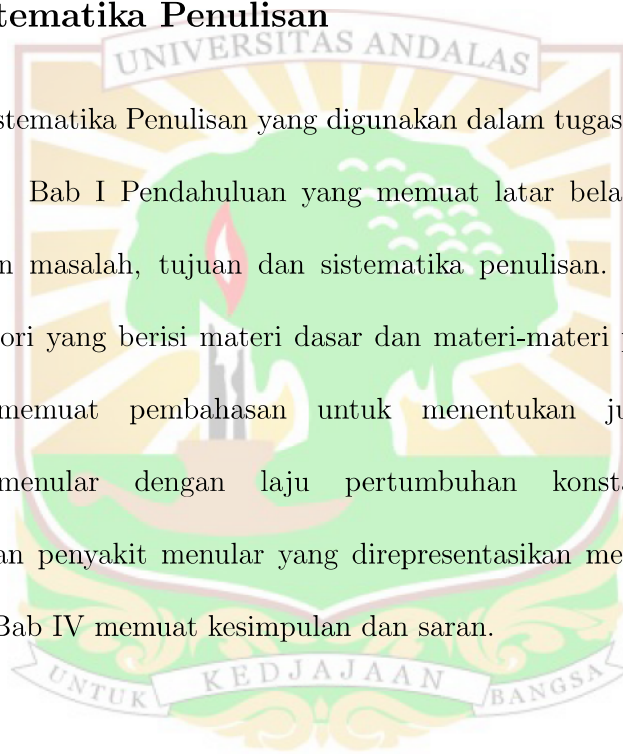 tematika Penulisan
UNIVERSITAS ANDALAS
stematika Penulisan yang digunakan dalam tugas
Bab I Pendahuluan yang memuat latar bela
n masalah, tujuan dan sistematika penulisan.
ori yang berisi materi dasar dan materi-materi p
memuat pembahasan untuk menentukan ju
menular dengan laju pertumbuhan konsta
an penyakit menular yang direpresentasikan me
Bab IV memuat kesimpulan dan saran.
UNTUK KEDJAJAAN BANGSA